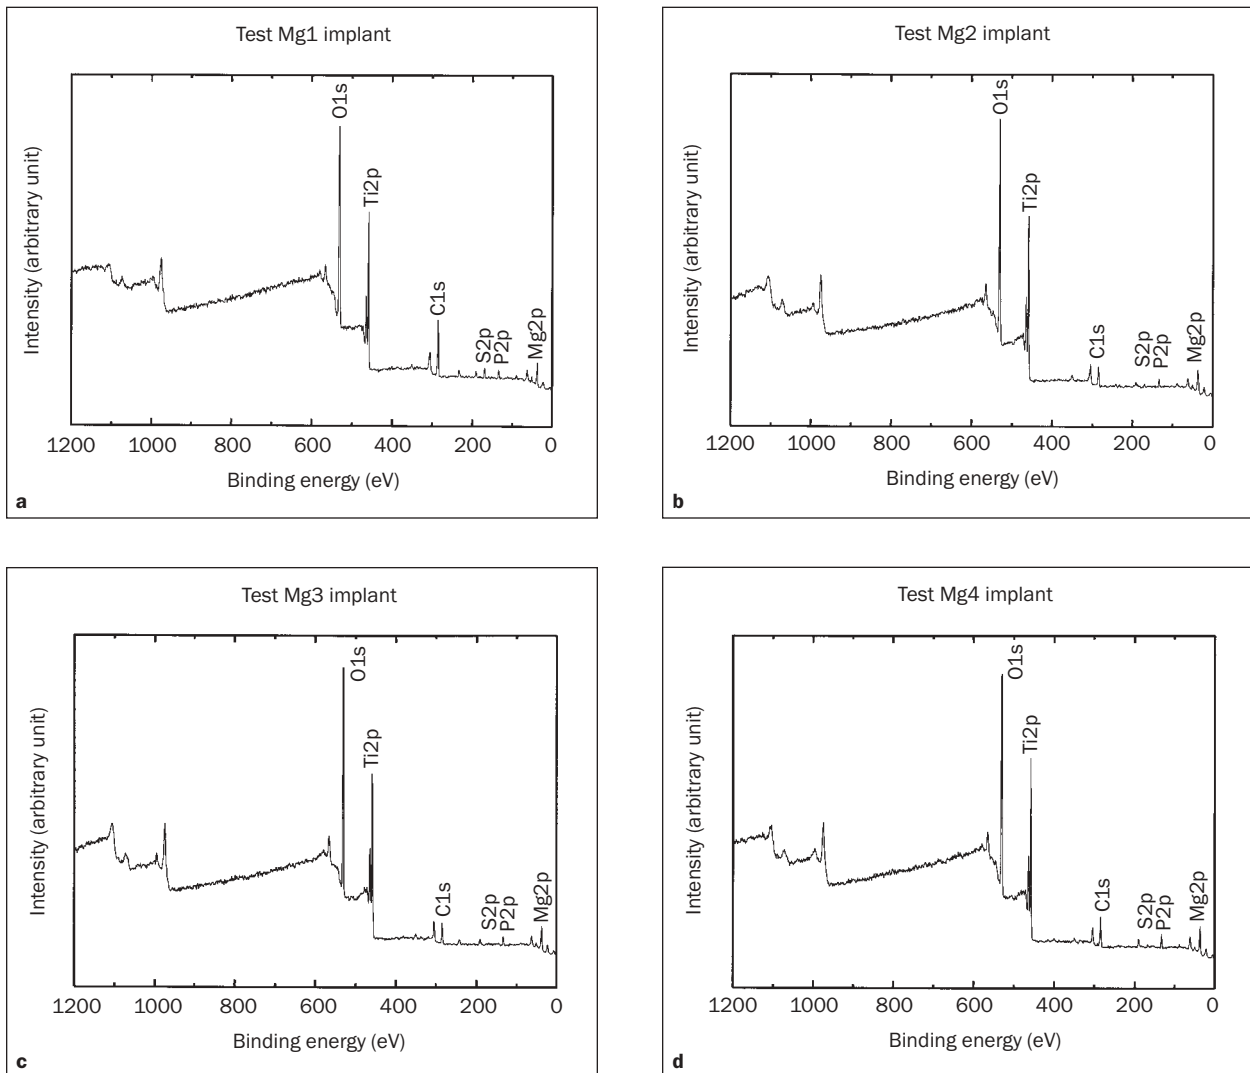 Test Mg1 implant
Intensity (arbitrary unit)
O1s
Ti2p
C1s
S2p
P2p
Mg2p
1200 1000 800 600 400 200 0
Binding energy (eV)
a
Test Mg2 implant
Intensity (arbitrary unit)
O1s
Ti2p
C1s
S2p
P2p
Mg2p
1200 1000 800 600 400 200 0
Binding energy (eV)
b
Test Mg3 implant
Intensity (arbitrary unit)
O1s
Ti2p
C1s
S2p
P2p
Mg2p
1200 1000 800 600 400 200 0
Binding energy (eV)
c
Test Mg4 implant
Intensity (arbitrary unit)
O1s
Ti2p
C1s
S2p
P2p
Mg2p
1200 1000 800 600 400 200 0
Binding energy (eV)
d